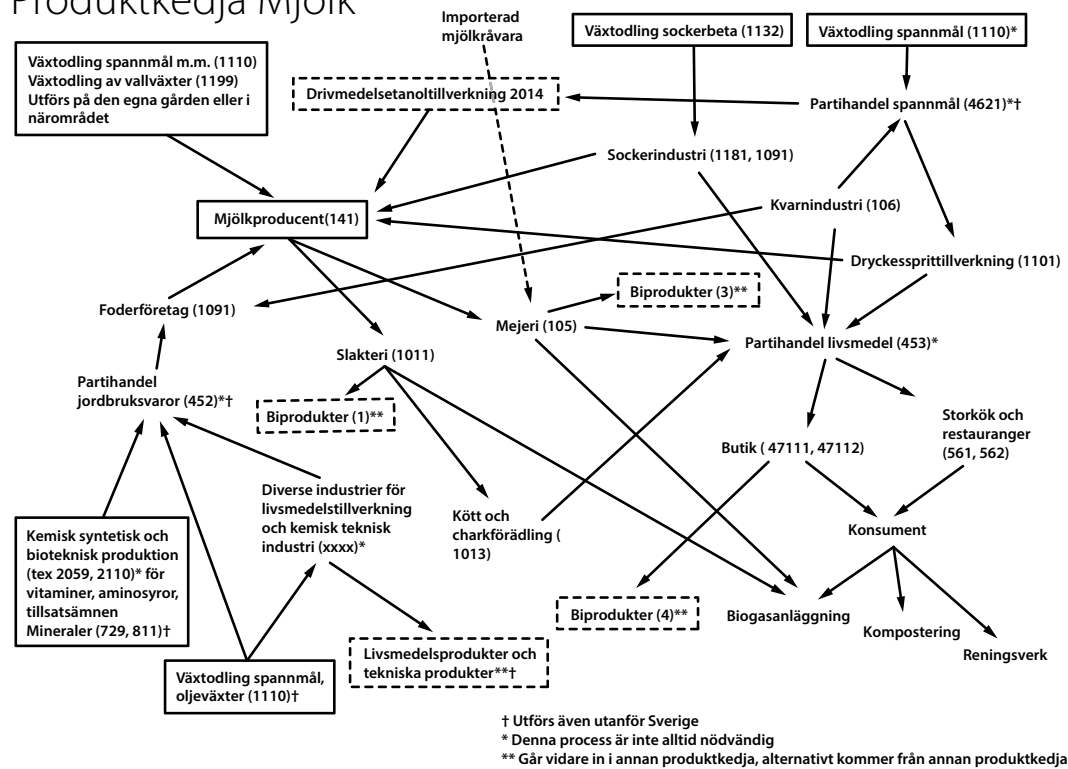 Produktkedja Mjölk
Importerad
mjölkråvara
Växtodling sockerbeta (1132)
Växtodling spannmål (1110)*
Växtodling spannmål m.m. (1110)
Växtodling av vallväxter (1199)
Utförs på den egna gården eller i
närområdet
Drivmedelsetanoltillverkning 2014
Partihandel spannmål (4621)*†
Sockerindustri (1181, 1091)
Kvarnindustri (106)
Mjölkproducent(141)
Dryckessprittillverkning (1101)
Biprodukter (3)**
Foderföretag (1091)
Mejeri (105)
Partihandel livsmedel (453)*
Slakteri (1011)
Partihandel
jordbruksvaror (452)*†
Biprodukter (1)**
Storkök och
restauranger
(561, 562)
Butik ( 47111, 47112)
Diverse industrier för
livsmedelstillverkning
och kemisk teknisk
industri (xxxx)*
Kött och
charkförädling (
1013)
Konsument
Kemisk syntetisk och
bioteknisk produktion
(tex 2059, 2110)* för
vitaminer, aminosyror,
tillsatsämnen
Mineraler (729, 811)†
Biprodukter (4)**
Biogasanläggning
Kompostering
Reningsverk
Livsmedelsprodukter och
tekniska produkter**†
Växtodling spannmål,
oljeväxter (1110)†
† Utförs även utanför Sverige
* Denna process är inte alltid nödvändig
** Går vidare in i annan produktkedja, alternativt kommer från annan produktkedja